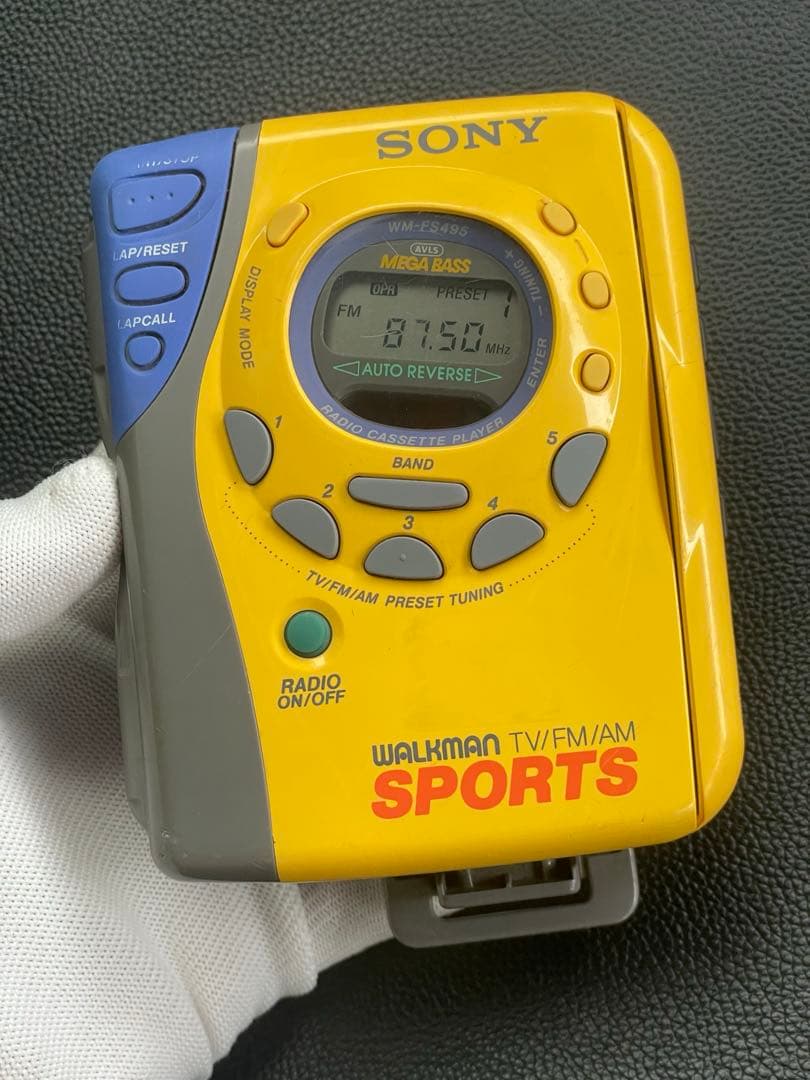 SONY
LAP/RESET
LAPCALL
DISPLAY MODE
WM-FS495
AVLS
MEGA BASS
OPR
PRESET 1
FM
87.50 MHz
AUTO REVERSE
RADIO CASSETTE PLAYER
+ TUNING −
ENTER
1
2
3
4
5
BAND
TV/FM/AM PRESET TUNING
RADIO
ON/OFF
WALKMAN TV/FM/AM
SPORTS